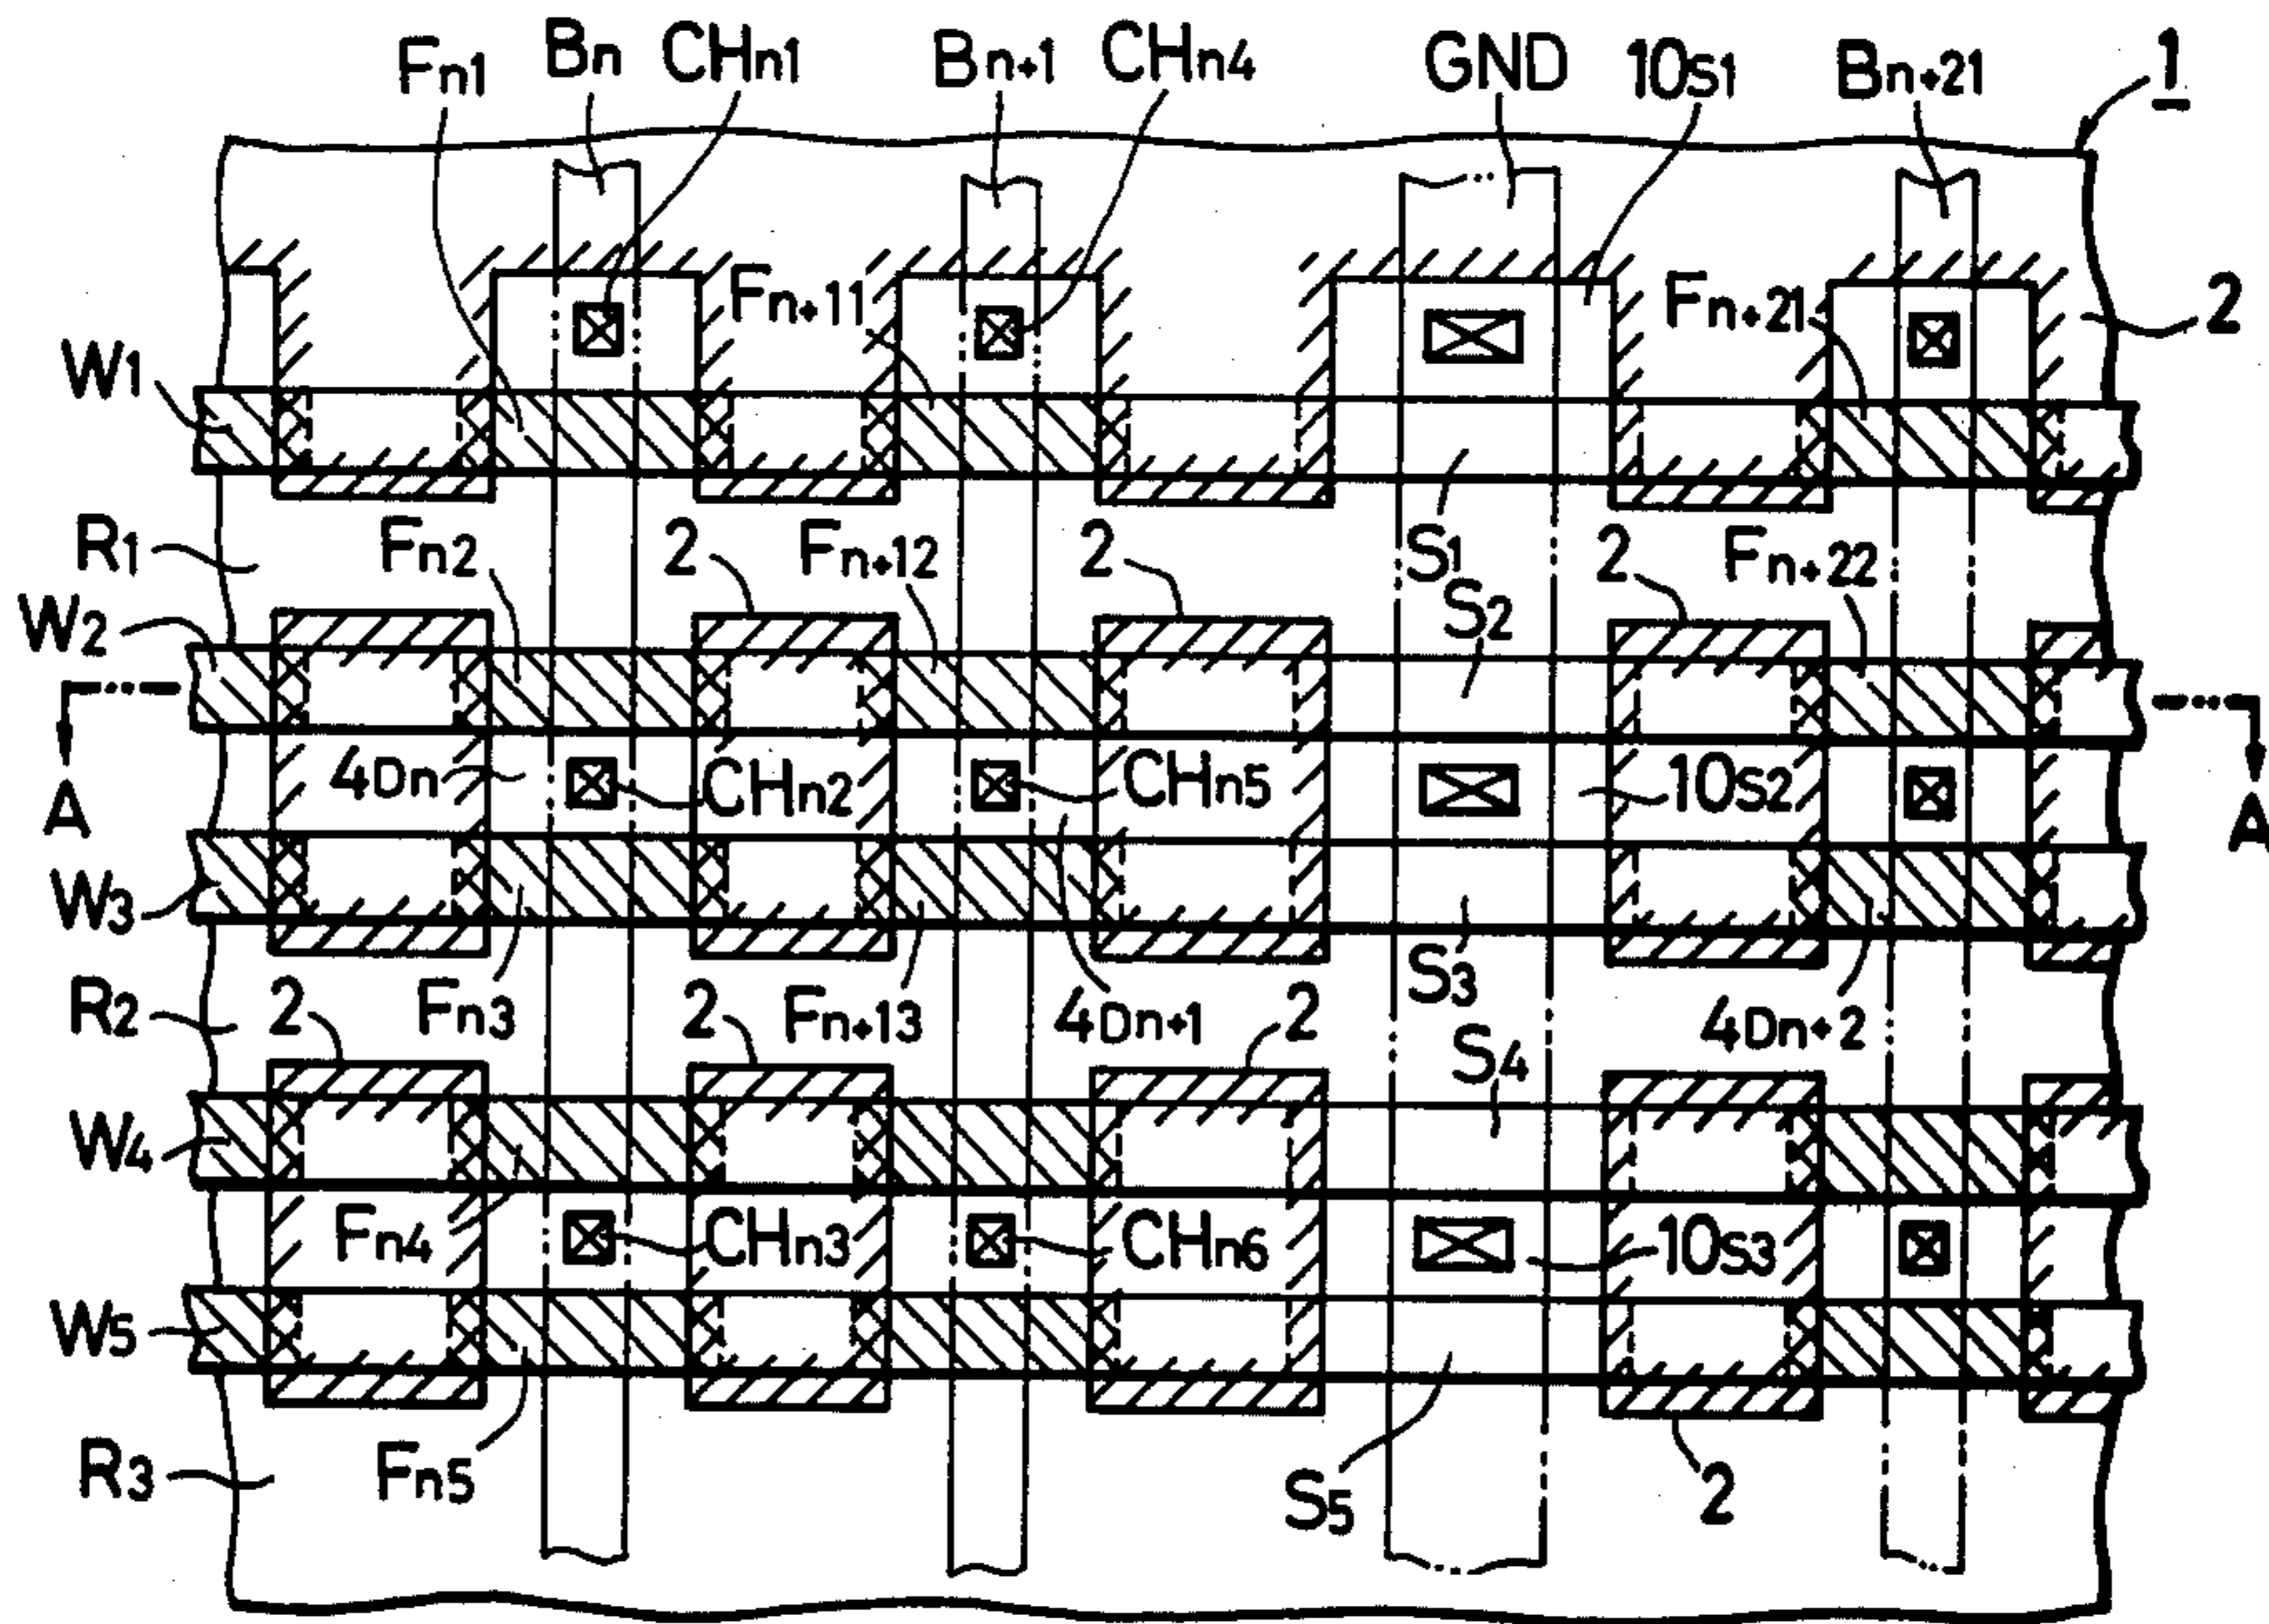 Fn1 Bn CHn1 Bn+1 CHn4 GND 10S1 Bn+21 1
Fn+11 Fn+21 2
W1
R1 Fn2 2 Fn+12 2 S1 2 Fn+22
W2 S2
A 4Dn CHn2 CHn5 10S2 A
W3
R2 2 Fn3 2 Fn+13 4Dn+1 2 S3 4Dn+2
S4
W4
Fn4 CHn3 CHn6 10S3
W5
R3 Fn5 S5 2